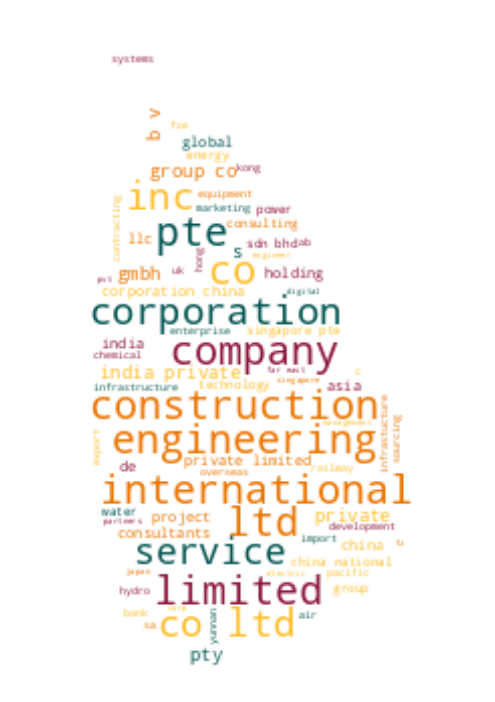 systems
b v
fze
global
energy
group co
kong
inc
equipment
contracting
marketing
power
consulting
llc
pte
s
sdn bhd
ab
engineer
hong
gmbh
uk
co
holding
pvt
corporation china
digital
corporation
enterprise
singapore pte
india
company
chemical
india private
far east
c
singapore
infrastructure
technology
asia
construction
management
infrastructure
sourcing
export
engineering
de
private limited
overseas
railway
international
water
partners
project
ltd
private
development
consultants
import
china
service
china national
japan
pacific
hydro
limited
group
bank
sa
co ltd
yunnan
air
pty